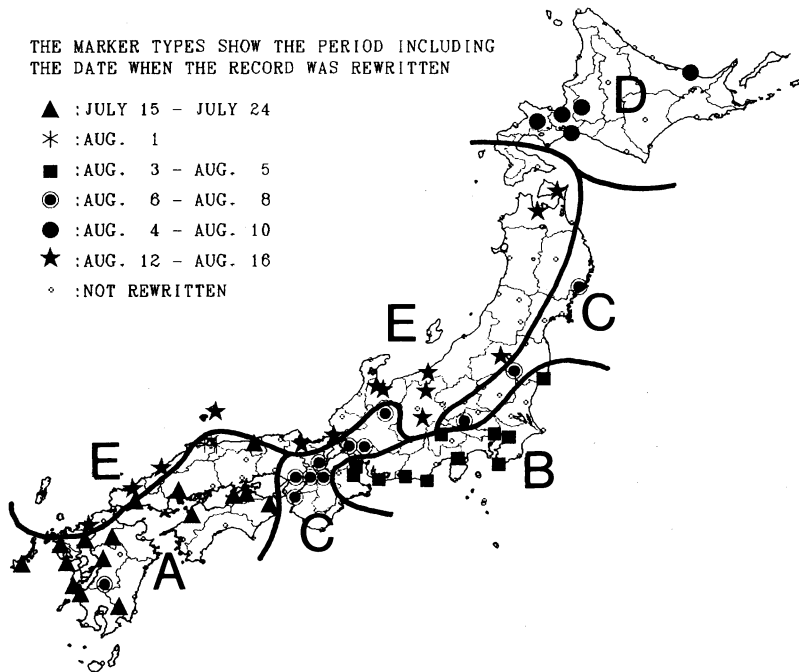 THE MARKER TYPES SHOW THE PERIOD INCLUDING
THE DATE WHEN THE RECORD WAS REWRITTEN
▲ :JULY 15 - JULY 24
✳ :AUG. 1
■ :AUG. 3 - AUG. 5
◉ :AUG. 6 - AUG. 8
● :AUG. 4 - AUG. 10
★ :AUG. 12 - AUG. 16
◦ :NOT REWRITTEN
D
C
E
E
B
C
A